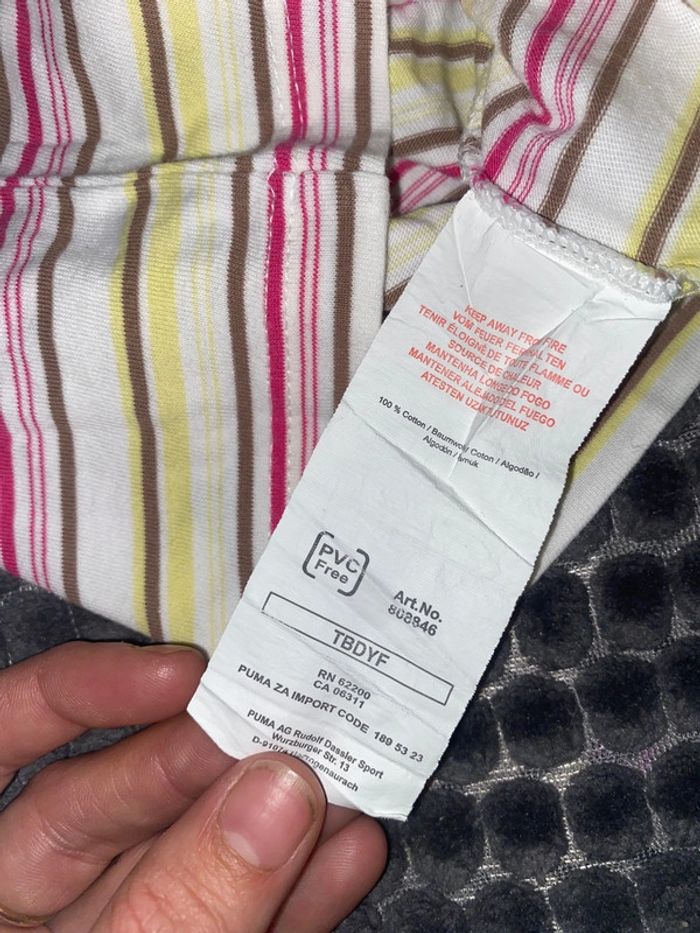 KEEP AWAY FROM FIRE
VOM FEUER FERNHALTEN
TENIR ÉLOIGNÉ DE TOUTE FLAMME OU
SOURCE DE CHALEUR
MANTENHA LONGE DO FOGO
MANTENER ALEJADO DEL FUEGO
ATESTEN UZAK TUTUNUZ
100 % Cotton / Baumwolle / Coton / Algodão /
Algodón / Pamuk
PVC
Free
Art.No.
808846
TBDYF
RN 62200
CA 06311
PUMA ZA IMPORT CODE 189 53 23
PUMA AG Rudolf Dassler Sport
Wurzburger Str. 13
D-91074 Herzogenaurach